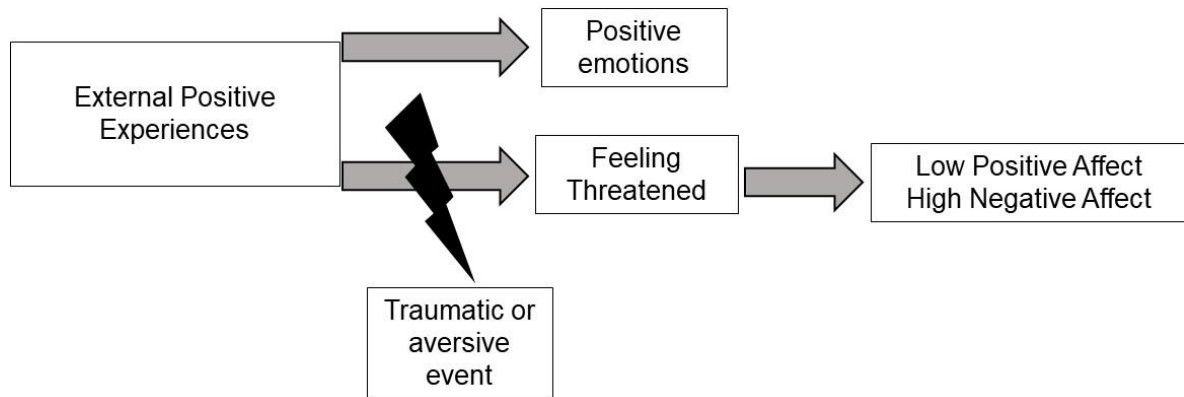 External Positive
Experiences
Positive
emotions
Feeling
Threatened
Low Positive Affect
High Negative Affect
Traumatic or
aversive
event